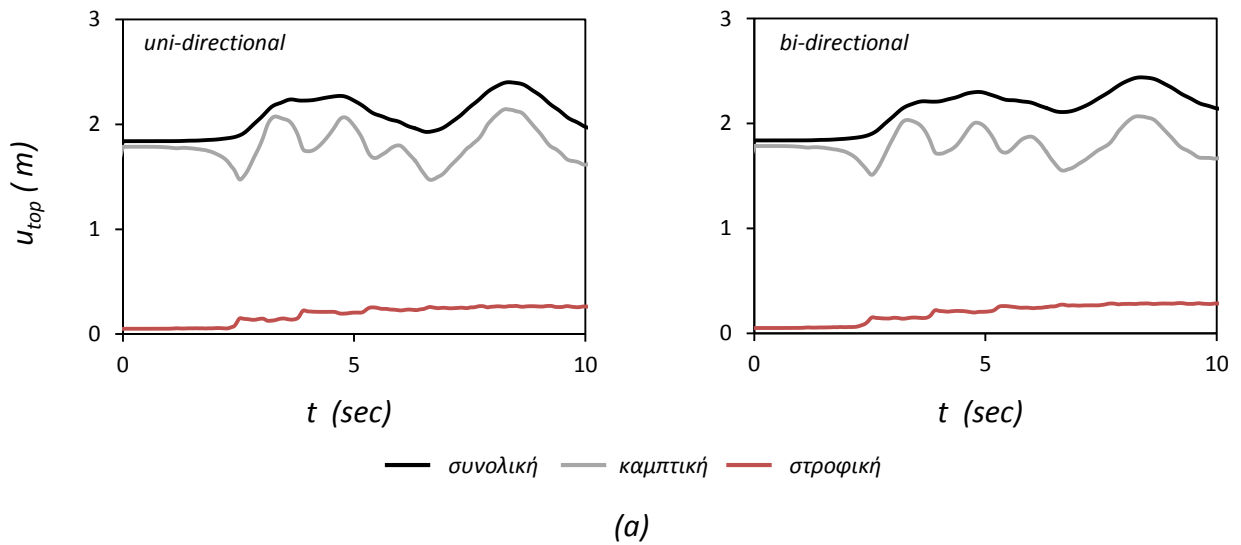 uni-directional
3
2
1
0
u_top ( m )
0
5
10
t (sec)
bi-directional
3
2
1
0
0
5
10
t (sec)
συνολική καμπτική στροφική
(a)